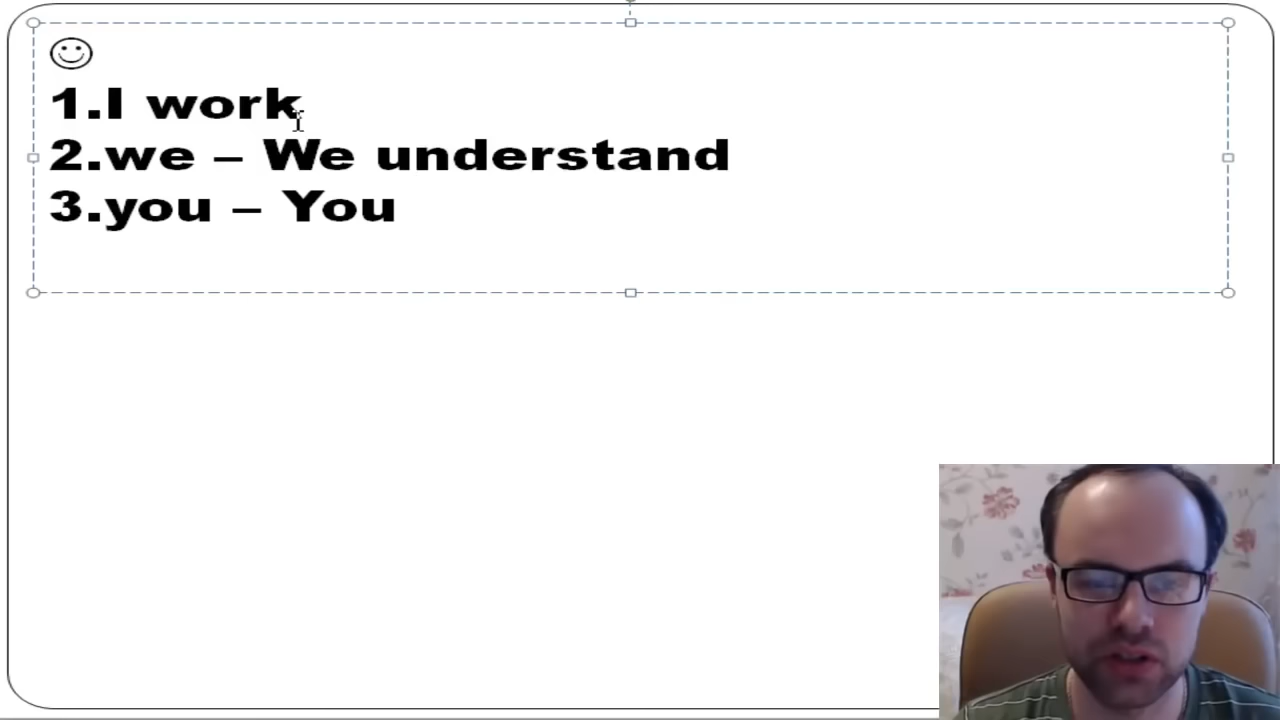 1.I work
2.we – We understand
3.you – You